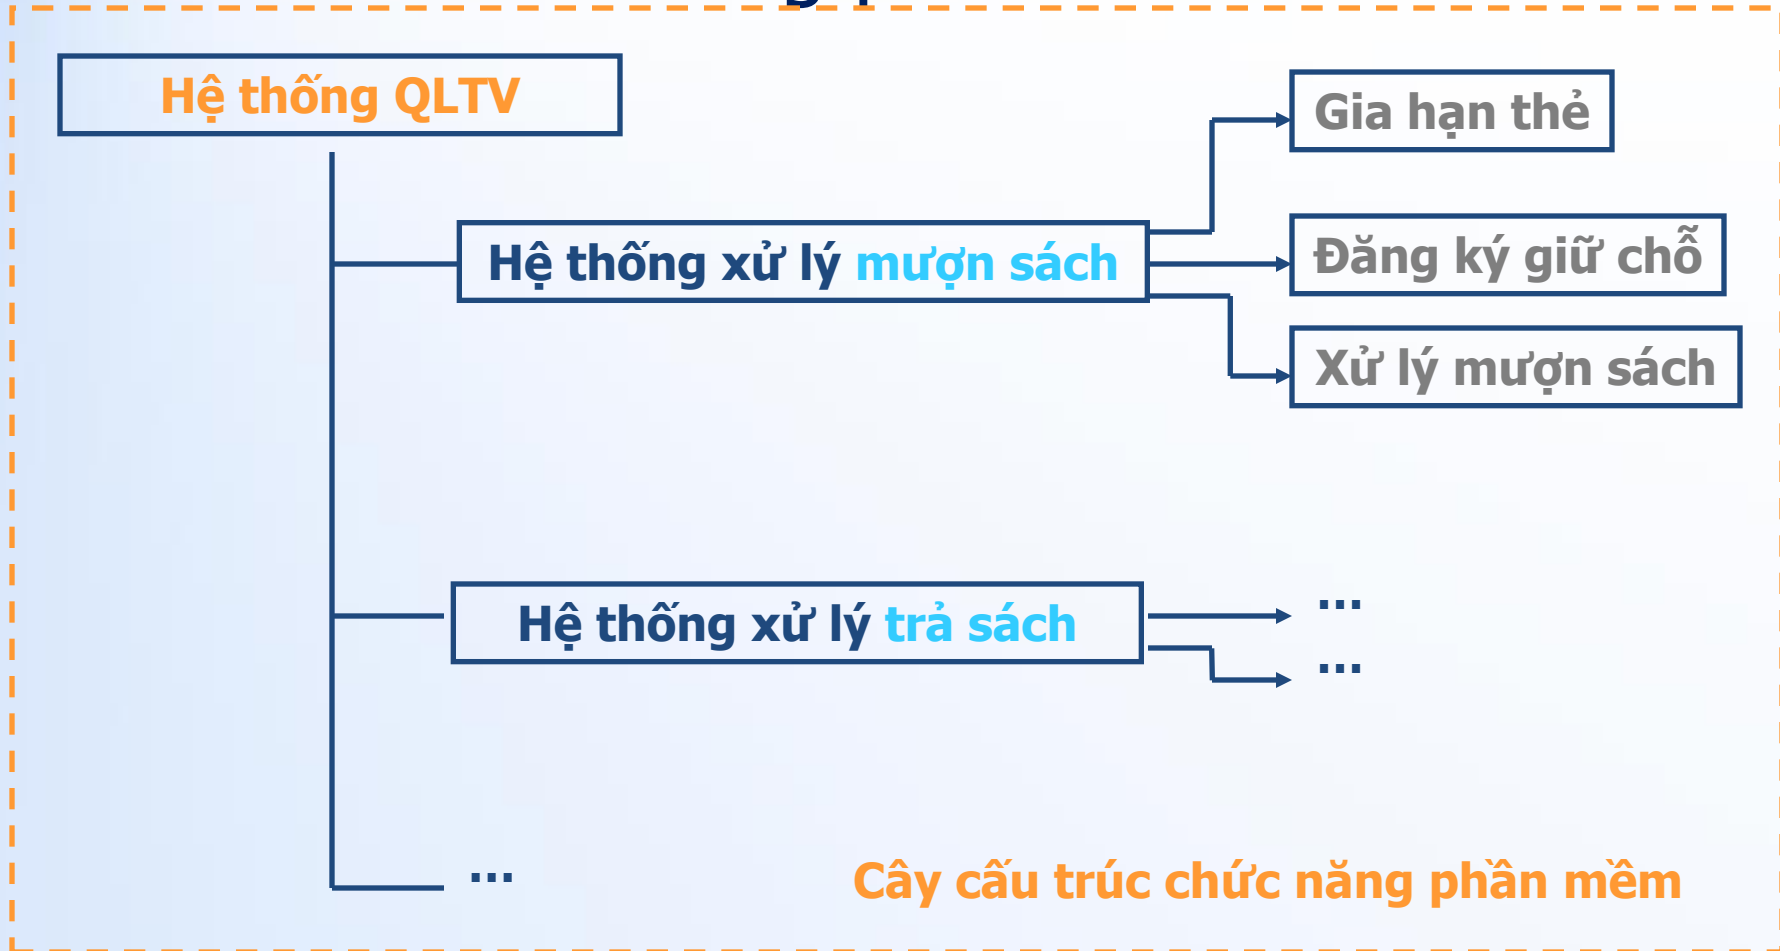 Hệ thống QLTV
Gia hạn thẻ
Hệ thống xử lý mượn sách
Đăng ký giữ chỗ
Xử lý mượn sách
Hệ thống xử lý trả sách
...
...
...
Cây cấu trúc chức năng phần mềm